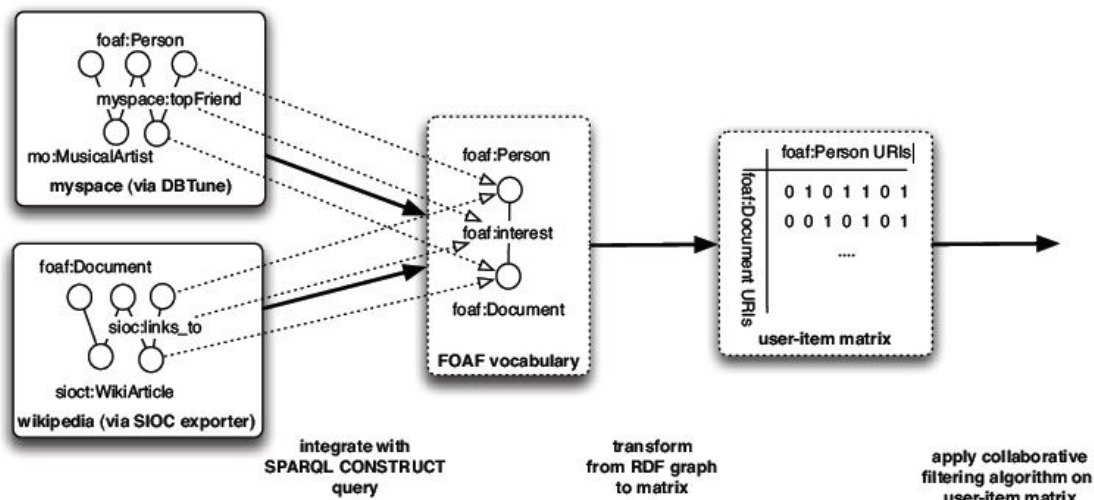 foaf:Person
myspace:topFriend
mo:MusicalArtist
myspace (via DBTune)
foaf:Document
sioc:links_to
sioct:WikiArticle
wikipedia (via SIOC exporter)
integrate with
SPARQL CONSTRUCT
query
foaf:Person
foaf:interest
foaf:Document
FOAF vocabulary
transform
from RDF graph
to matrix
foaf:Person URIs
foaf:Document URIs
0 1 0 1 1 0 1
0 0 1 0 1 0 1
....
user-item matrix
apply collaborative
filtering algorithm on
user-item matrix